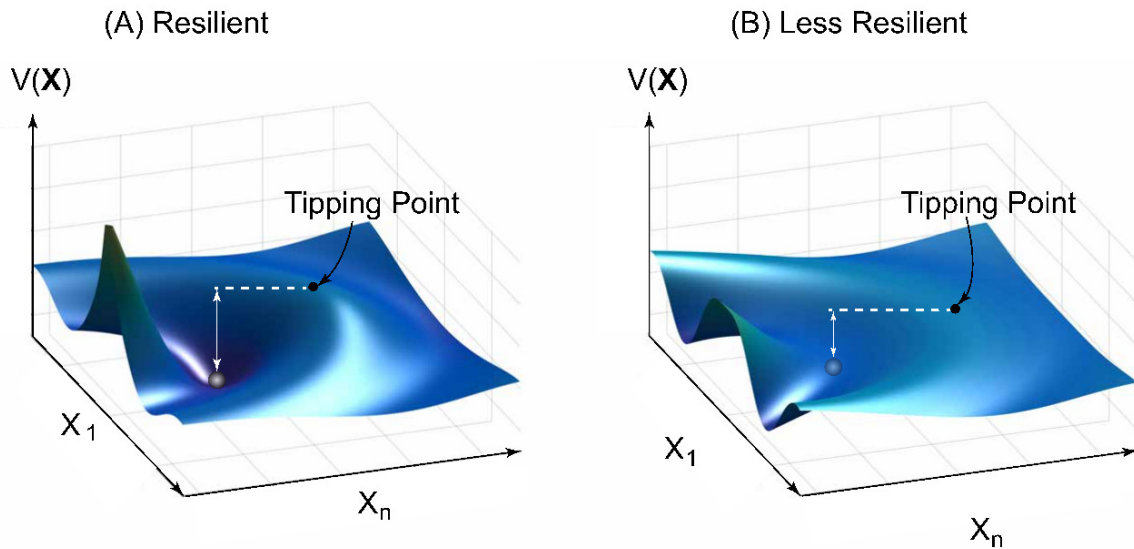 (A) Resilient
(B) Less Resilient
V(X)
V(X)
Tipping Point
Tipping Point
X1
Xn
X1
Xn